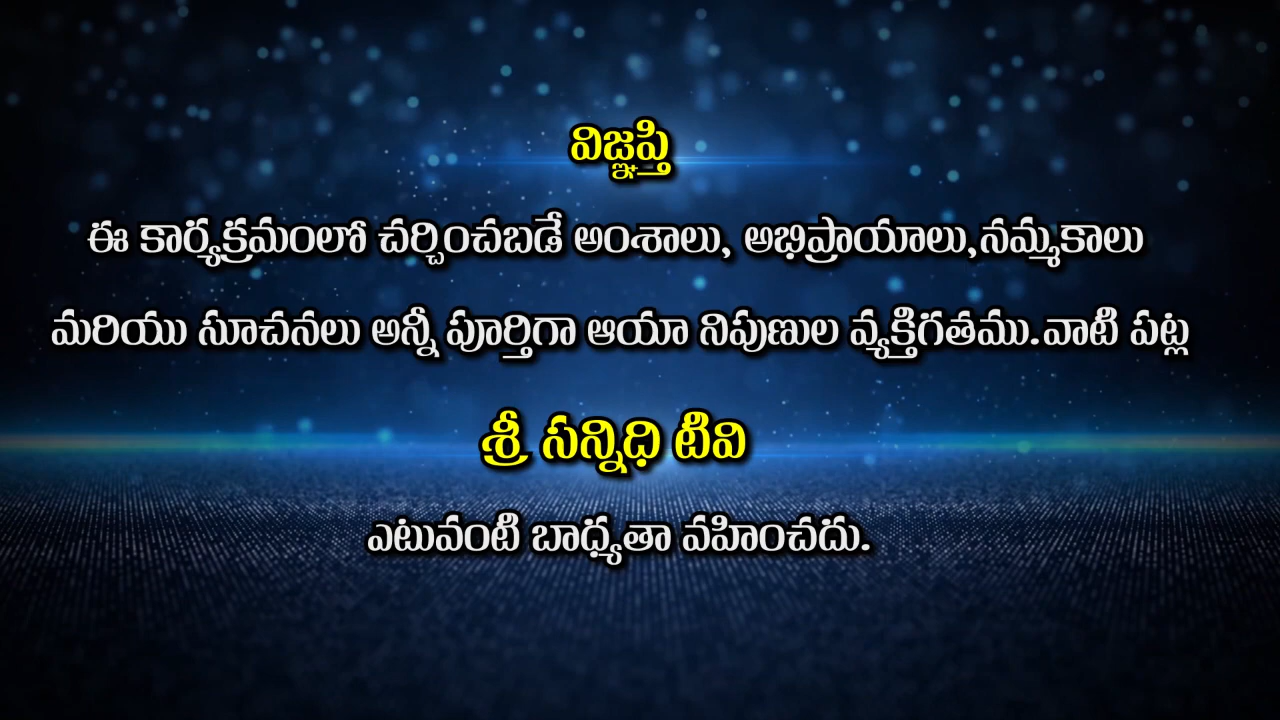 విజ్ఞప్తి
ఈ కార్యక్రమంలో చర్చించబడే అంశాలు, అభిప్రాయాలు,నమ్మకాలు
మరియు సూచనలు అన్నీ పూర్తిగా ఆయా నిపుణుల వ్యక్తిగతము.వాటి పట్ల
శ్రీ సన్నిధి టివి
ఎటువంటి బాధ్యతా వహించదు.